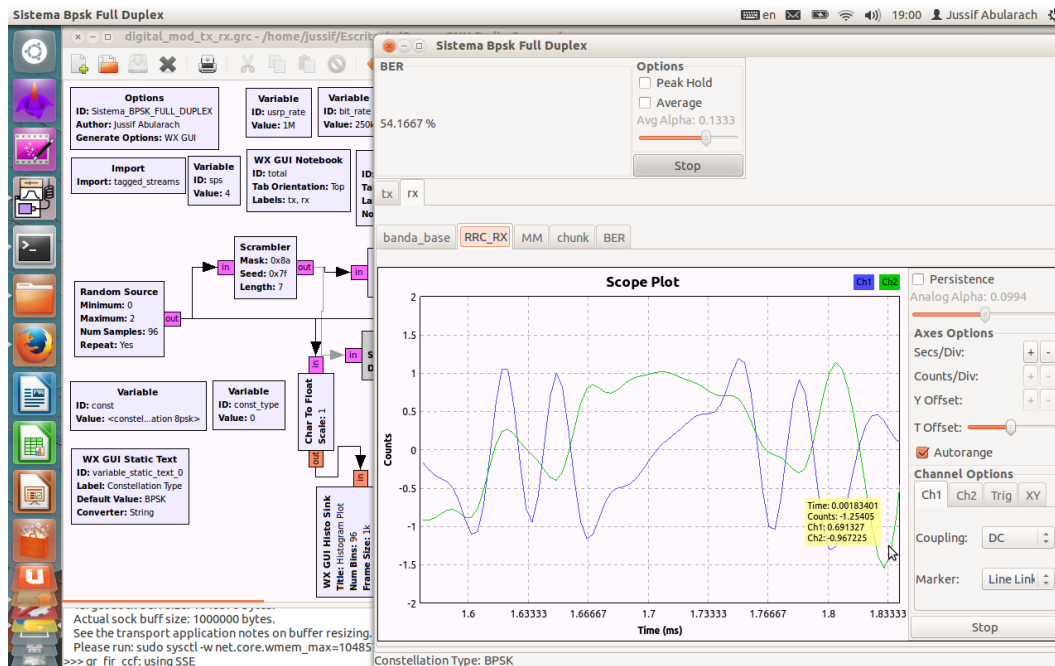 Sistema Bpsk Full Duplex
en
19:00
Jussif Abularach
digital_mod_tx_rx.grc - /home/jussif/Escrit
Options
ID: Sistema_BPSK_FULL_DUPLEX
Author: Jussif Abularach
Generate Options: WX GUI
Variable
ID: usrp_rate
Value: 1M
Variable
ID: bit_rate
Value: 250k
Import
Import: tagged_streams
Variable
ID: sps
Value: 4
WX GUI Notebook
ID: total
Tab Orientation: Top
Labels: tx, rx
ID:
Ta
La
No
Scrambler
Mask: 0x8a
Seed: 0x7f
Length: 7
in
out
in
Random Source
Minimum: 0
Maximum: 2
Num Samples: 96
Repeat: Yes
out
in
in
S
D
Char To Float
Scale: 1
out
in
Variable
ID: const
Value: <constel...ation 8psk>
Variable
ID: const_type
Value: 0
WX GUI Static Text
ID: variable_static_text_0
Label: Constellation Type
Default Value: BPSK
Converter: String
WX GUI Histo Sink
Title: Histogram Plot
Num Bins: 96
Frame Size: 1k
Actual sock buff size: 1000000 bytes.
See the transport application notes on buffer resizing.
Please run: sudo sysctl -w net.core.wmem_max=10485
>>> gr_fir_ccf: using SSE
Sistema Bpsk Full Duplex
BER
54.1667 %
Options
Peak Hold
Average
Avg Alpha: 0.1333
Stop
tx
rx
banda_base
RRC_RX
MM
chunk
BER
Scope Plot
Ch1
Ch2
Counts
2
1.5
1
0.5
0
-0.5
-1
-1.5
-2
1.6
1.63333
1.66667
1.7
1.73333
1.76667
1.8
1.83333
Time (ms)
Time: 0.00183401
Counts: -1.25405
Ch1: 0.691327
Ch2: -0.967225
Persistence
Analog Alpha: 0.0994
Axes Options
Secs/Div:
+
-
Counts/Div:
+
-
Y Offset:
+
-
T Offset:
Autorange
Channel Options
Ch1
Ch2
Trig
XY
Coupling:
DC
Marker:
Line Link
Stop
Constellation Type: BPSK